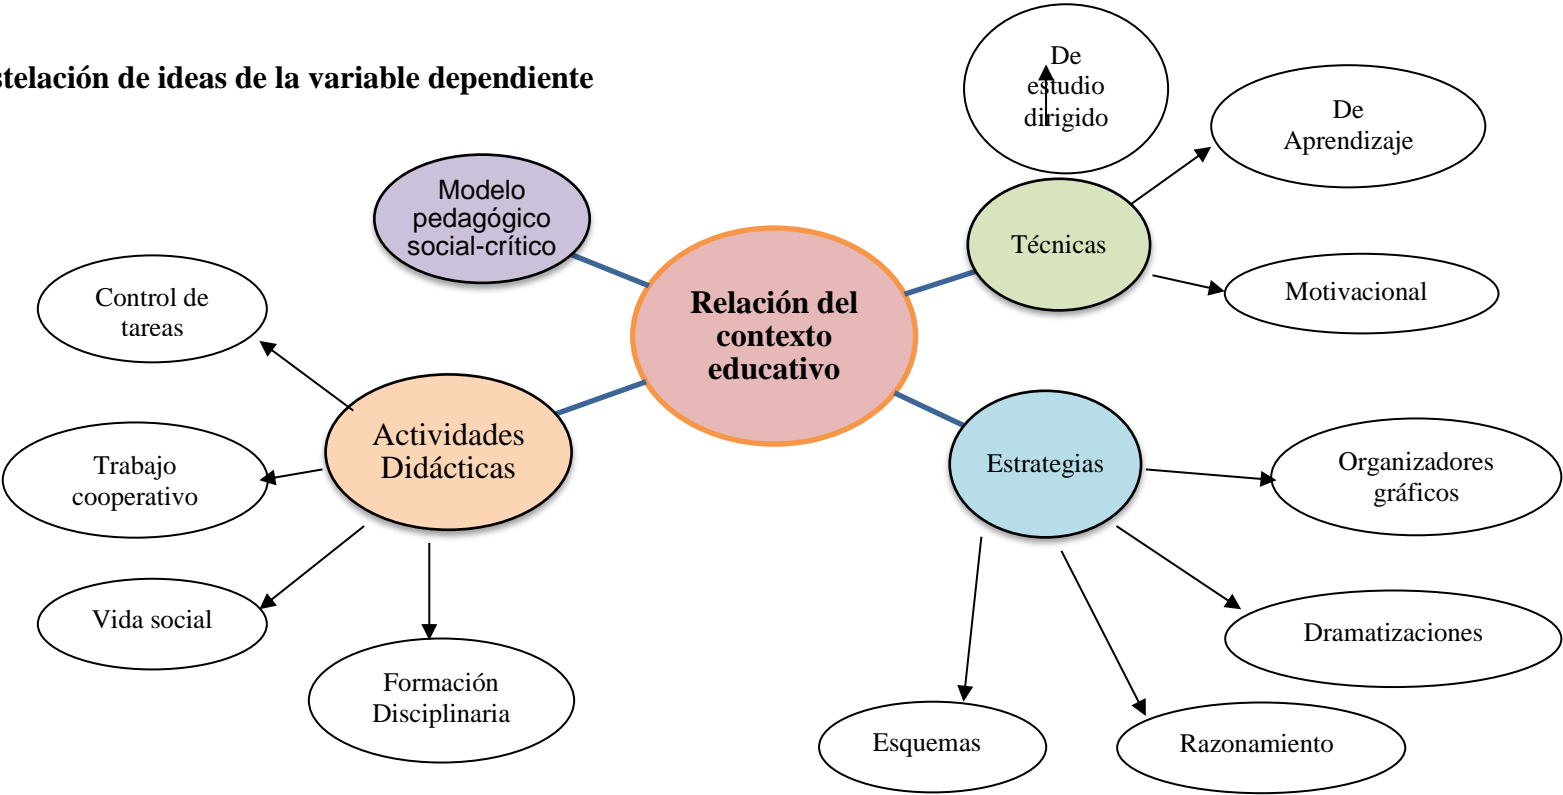 stelación de ideas de la variable dependiente
De
estudio
dirigido
De
Aprendizaje
Modelo
pedagógico
social-crítico
Técnicas
Motivacional
Control de
tareas
Relación del
contexto
educativo
Actividades
Didácticas
Estrategias
Organizadores
gráficos
Trabajo
cooperativo
Vida social
Dramatizaciones
Formación
Disciplinaria
Esquemas
Razonamiento